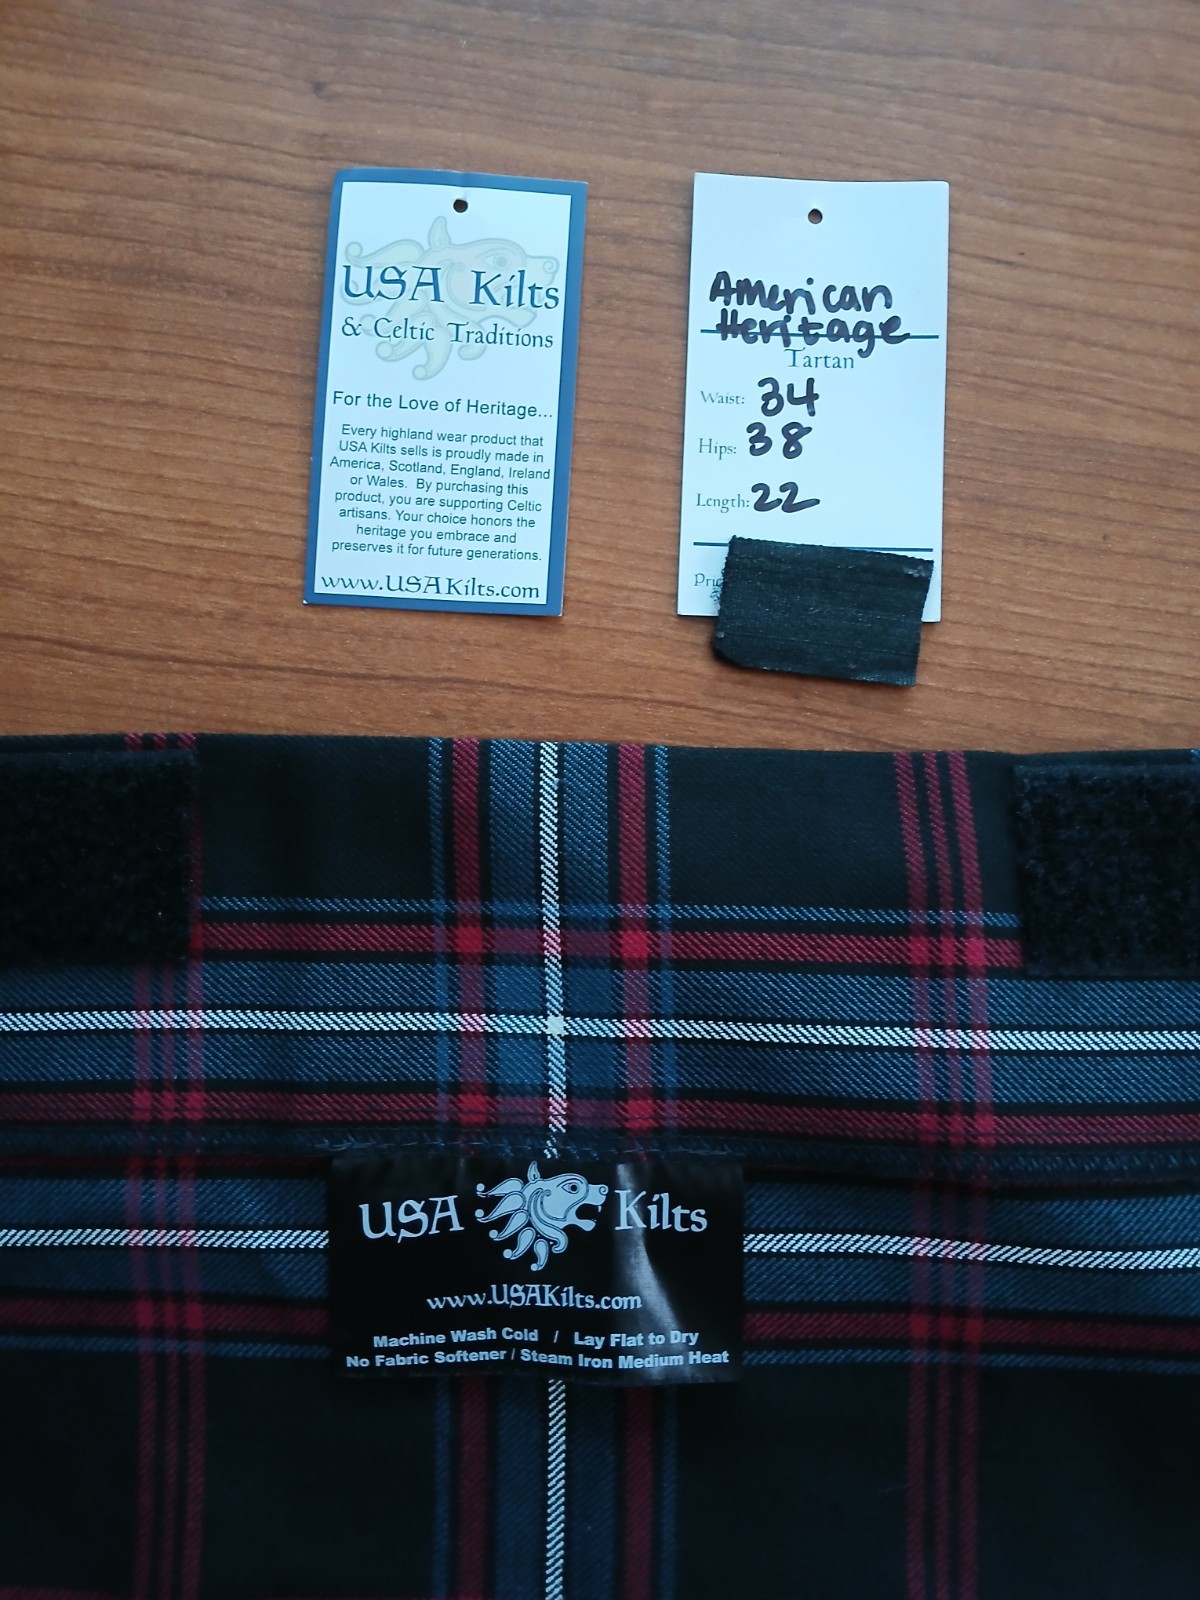 USA Kilts
& Celtic Traditions
For the Love of Heritage...
Every highland wear product that
USA Kilts sells is proudly made in
America, Scotland, England, Ireland
or Wales. By purchasing this
product, you are supporting Celtic
artisans. Your choice honors the
heritage you embrace and
preserves it for future generations.
www.USAKilts.com
American
Heritage
Tartan
Waist: 34
Hips: 38
Length: 22
USA Kilts
www.USAKilts.com
Machine Wash Cold / Lay Flat to Dry
No Fabric Softener / Steam Iron Medium Heat